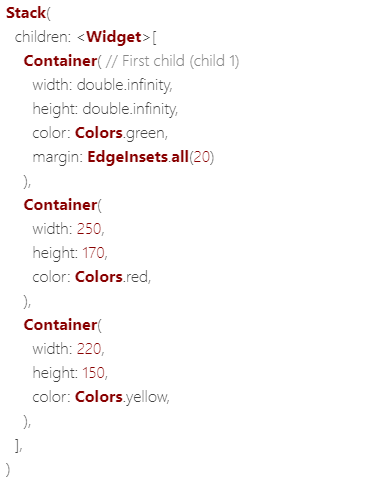 Stack(
children: <Widget>[
Container( // First child (child 1)
width: double.infinity,
height: double.infinity,
color: Colors.green,
margin: EdgeInsets.all(20)
),
Container(
width: 250,
height: 170,
color: Colors.red,
),
Container(
width: 220,
height: 150,
color: Colors.yellow,
),
],
)